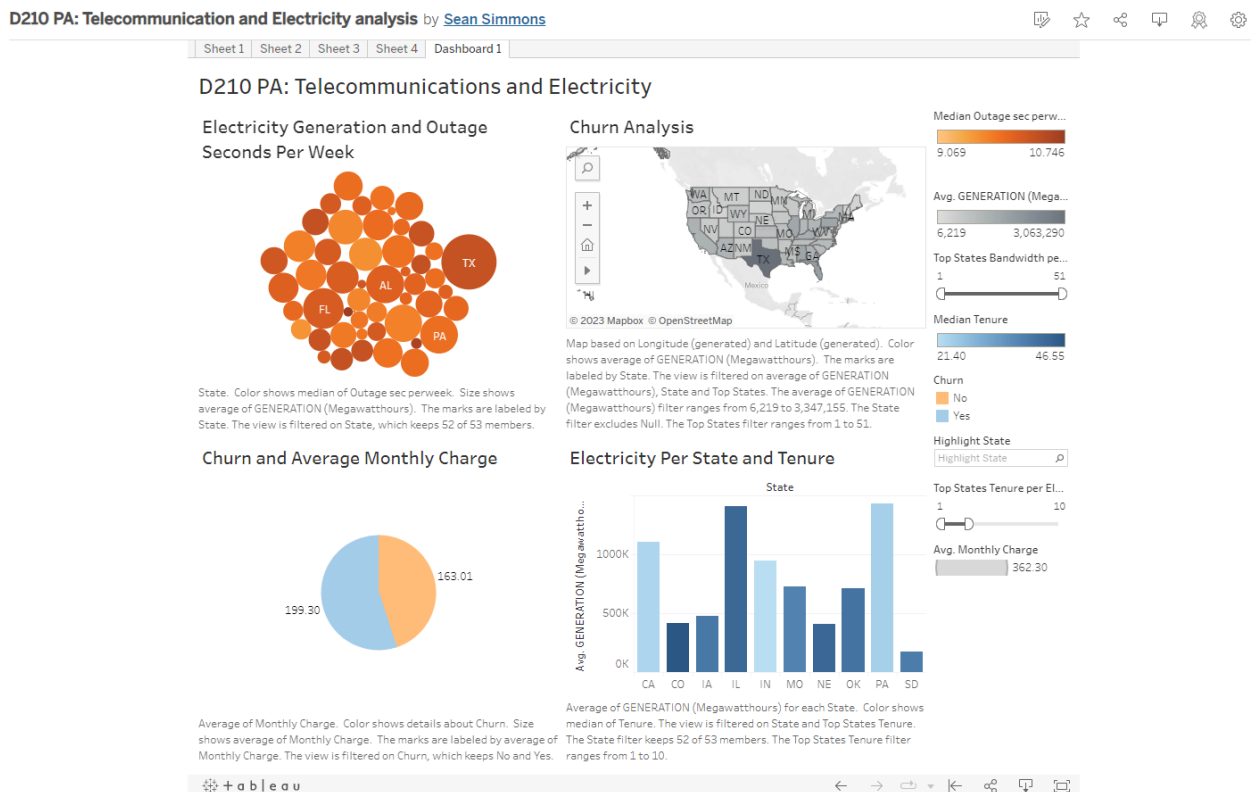 D210 PA: Telecommunication and Electricity analysis by Sean Simmons
Sheet 1 Sheet 2 Sheet 3 Sheet 4 Dashboard 1
D210 PA: Telecommunications and Electricity
Electricity Generation and Outage
Seconds Per Week
TX
AL
FL
PA
State. Color shows median of Outage sec perweek. Size shows
average of GENERATION (Megawatthours). The marks are labeled by
State. The view is filtered on State, which keeps 52 of 53 members.
Churn Analysis
WA MT ND MN
OR ID WY MI MA
NE
NV CO MO WV
AZ NM MS GA
TX
Mexico
© 2023 Mapbox © OpenStreetMap
Map based on Longitude (generated) and Latitude (generated). Color
shows average of GENERATION (Megawatthours). The marks are
labeled by State. The view is filtered on average of GENERATION
(Megawatthours), State and Top States. The average of GENERATION
(Megawatthours) filter ranges from 6,219 to 3,347,155. The State
filter excludes Null. The Top States filter ranges from 1 to 51.
Churn and Average Monthly Charge
163.01
199.30
Average of Monthly Charge. Color shows details about Churn. Size
shows average of Monthly Charge. The marks are labeled by average of
Monthly Charge. The view is filtered on Churn, which keeps No and Yes.
Electricity Per State and Tenure
State
Avg. GENERATION (Megawattho...
1000K
500K
0K
CA CO IA IL IN MO NE OK PA SD
Average of GENERATION (Megawatthours) for each State. Color shows
median of Tenure. The view is filtered on State and Top States Tenure.
The State filter keeps 52 of 53 members. The Top States Tenure filter
ranges from 1 to 10.
Median Outage sec perw...
9.069 10.746
Avg. GENERATION (Mega...
6,219 3,063,290
Top States Bandwidth pe...
1 51
Median Tenure
21.40 46.55
Churn
No
Yes
Highlight State
Highlight State
Top States Tenure per El...
1 10
Avg. Monthly Charge
362.30
+ a b | e a u